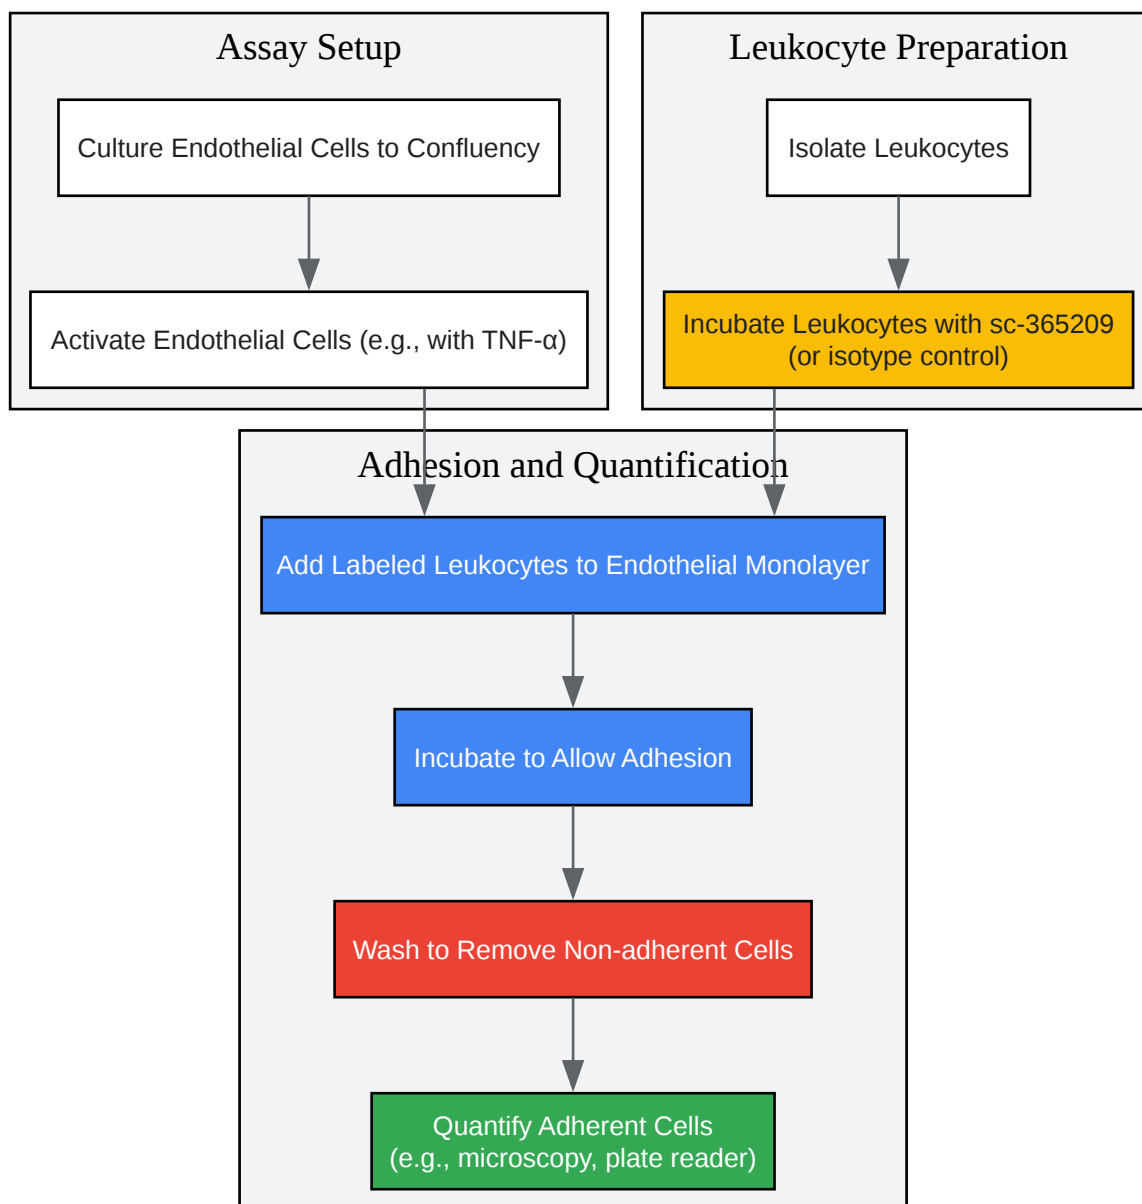 Assay Setup
Culture Endothelial Cells to Confluency
Activate Endothelial Cells (e.g., with TNF-α)
Leukocyte Preparation
Isolate Leukocytes
Incubate Leukocytes with sc-365209
(or isotype control)
Adhesion and Quantification
Add Labeled Leukocytes to Endothelial Monolayer
Incubate to Allow Adhesion
Wash to Remove Non-adherent Cells
Quantify Adherent Cells
(e.g., microscopy, plate reader)